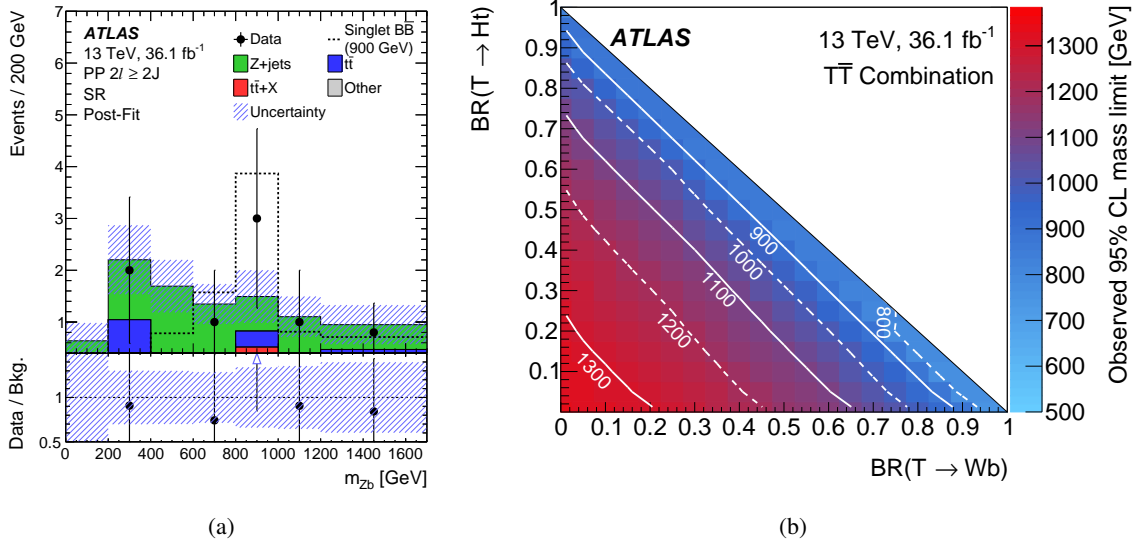 Events / 200 GeV
7
6
5
4
3
2
1
ATLAS
13 TeV, 36.1 fb⁻¹
PP 2l ≥ 2J
SR
Post-Fit
Data
Z+jets
tt̄+X
Uncertainty
Singlet BB̄
(900 GeV)
tt̄
Other
Data / Bkg.
1
0.5
0 200 400 600 800 1000 1200 1400 1600
m_Zb [GeV]
(a)
BR(T → Ht)
1
0.9
0.8
0.7
0.6
0.5
0.4
0.3
0.2
0.1
ATLAS
13 TeV, 36.1 fb⁻¹
TT̄ Combination
900
1000
1100
800
1200
1300
0 0.1 0.2 0.3 0.4 0.5 0.6 0.7 0.8 0.9 1
BR(T → Wb)
1300
1200
1100
1000
900
800
700
600
500
Observed 95% CL mass limit [GeV]
(b)